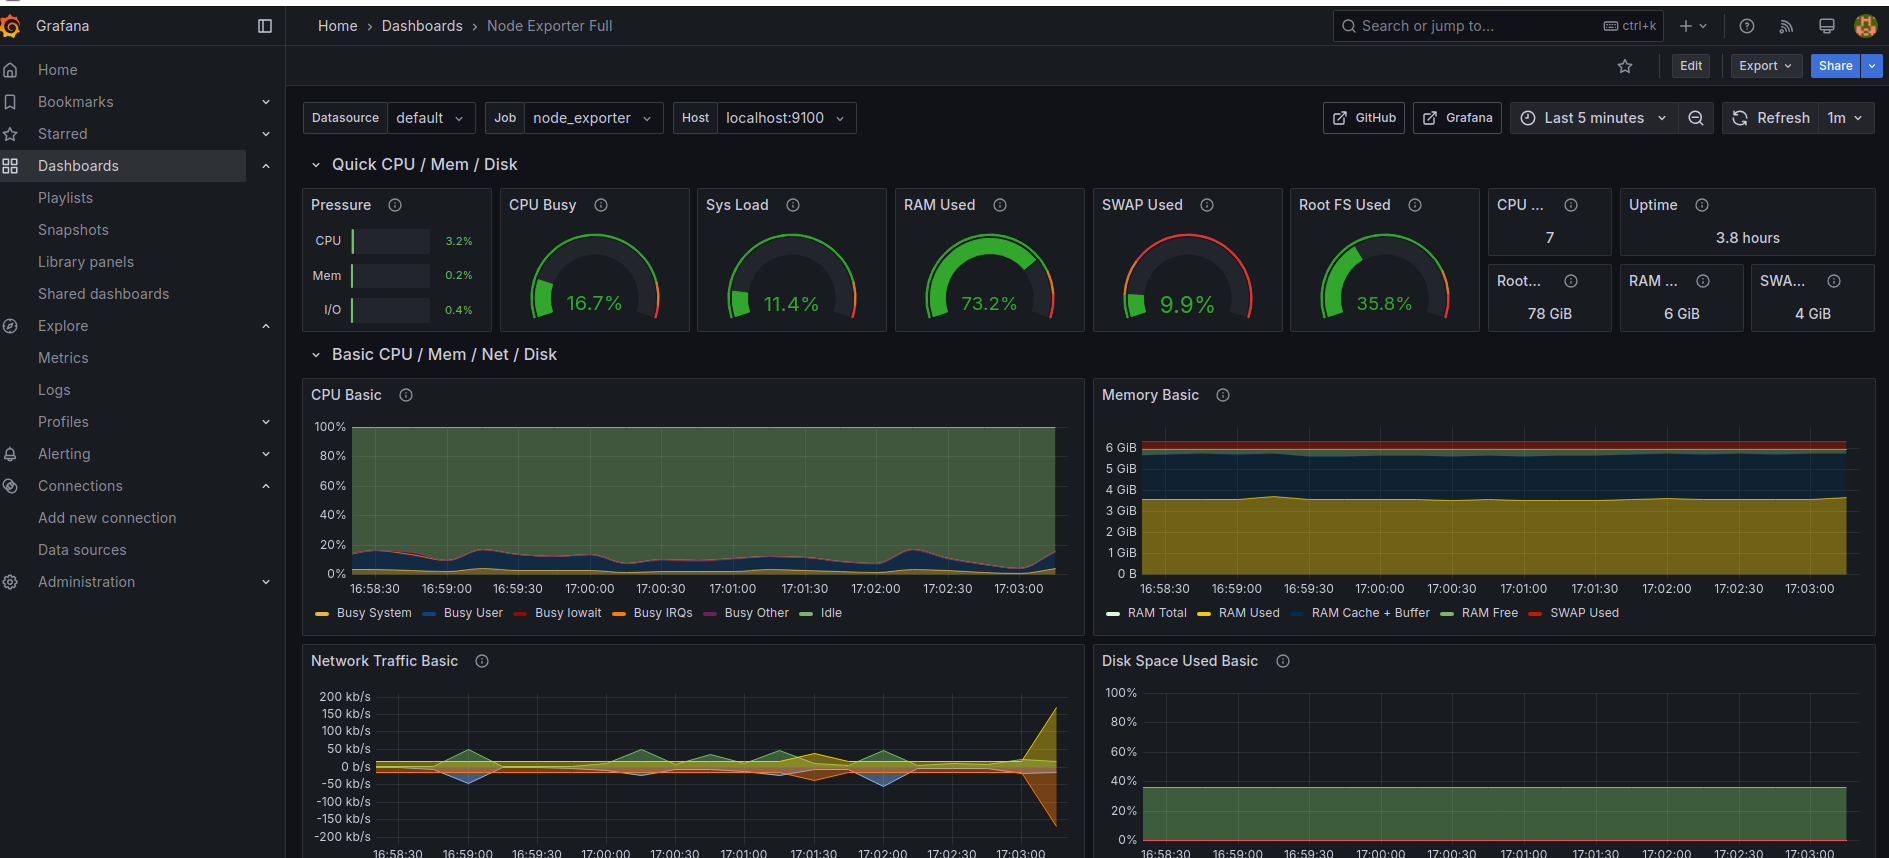 Grafana
Home › Dashboards › Node Exporter Full
Search or jump to...
ctrl+k
Home
Bookmarks
Starred
Dashboards
Playlists
Snapshots
Library panels
Shared dashboards
Explore
Metrics
Logs
Profiles
Alerting
Connections
Add new connection
Data sources
Administration
Edit
Export
Share
Datasource default
Job node_exporter
Host localhost:9100
GitHub
Grafana
Last 5 minutes
Refresh 1m
Quick CPU / Mem / Disk
Pressure
CPU 3.2%
Mem 0.2%
I/O 0.4%
CPU Busy
16.7%
Sys Load
11.4%
RAM Used
73.2%
SWAP Used
9.9%
Root FS Used
35.8%
CPU ...
7
Uptime
3.8 hours
Root...
78 GiB
RAM ...
6 GiB
SWA...
4 GiB
Basic CPU / Mem / Net / Disk
CPU Basic
100%
80%
60%
40%
20%
0%
16:58:30 16:59:00 16:59:30 17:00:00 17:00:30 17:01:00 17:01:30 17:02:00 17:02:30 17:03:00
Busy System Busy User Busy Iowait Busy IRQs Busy Other Idle
Memory Basic
6 GiB
5 GiB
4 GiB
3 GiB
2 GiB
1 GiB
0 B
16:58:30 16:59:00 16:59:30 17:00:00 17:00:30 17:01:00 17:01:30 17:02:00 17:02:30 17:03:00
RAM Total RAM Used RAM Cache + Buffer RAM Free SWAP Used
Network Traffic Basic
200 kb/s
150 kb/s
100 kb/s
50 kb/s
0 b/s
-50 kb/s
-100 kb/s
-150 kb/s
-200 kb/s
16:58:30 16:59:00 16:59:30 17:00:00 17:00:30 17:01:00 17:01:30 17:02:00 17:02:30 17:03:00
Disk Space Used Basic
100%
80%
60%
40%
20%
0%
16:58:30 16:59:00 16:59:30 17:00:00 17:00:30 17:01:00 17:01:30 17:02:00 17:02:30 17:03:00